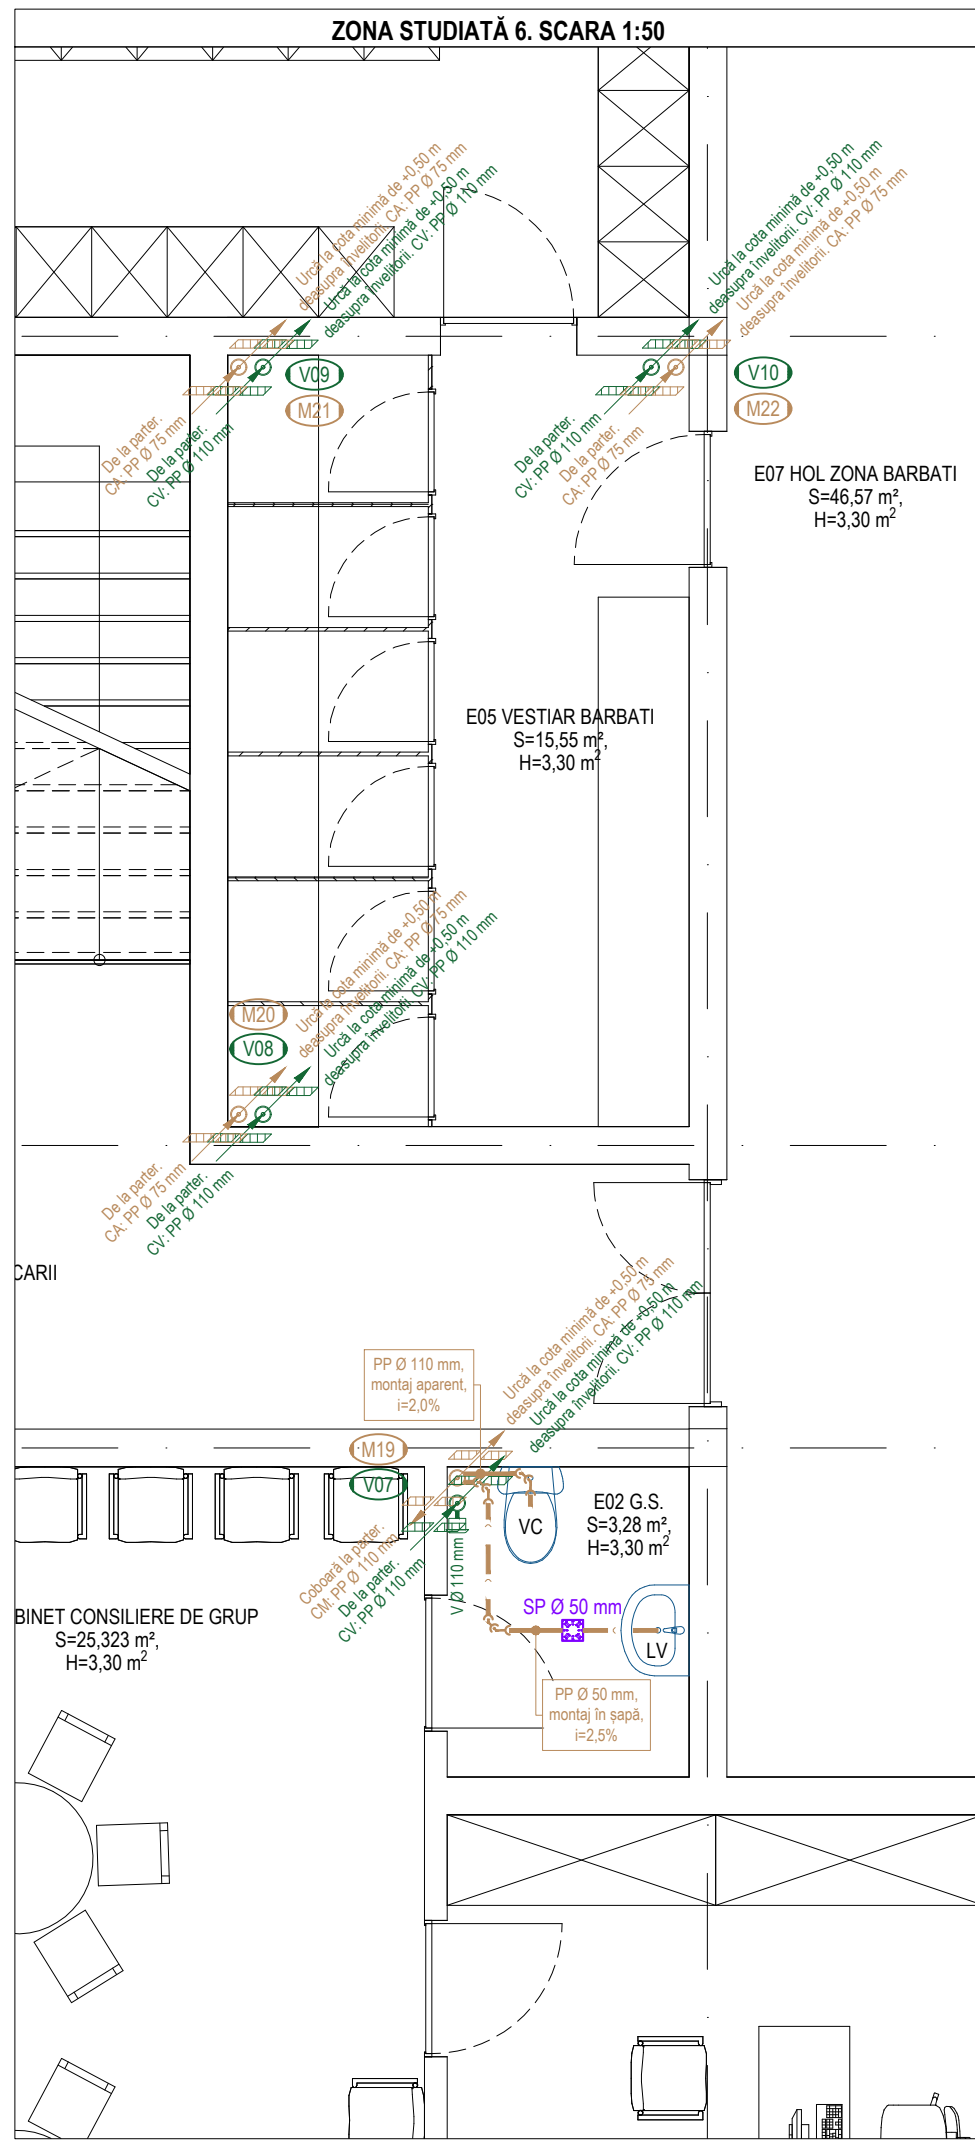 ZONA STUDIATĂ 6. SCARA 1:50
Urcă la cota minimă de +0,50 m
deasupra învelitorii. CA: PP Ø 75 mm
Urcă la cota minimă de +0,50 m
deasupra învelitorii. CV: PP Ø 110 mm
Urcă la cota minimă de +0,50 m
deasupra învelitorii. CV: PP Ø 110 mm
Urcă la cota minimă de +0,50 m
deasupra învelitorii. CA: PP Ø 75 mm
V09
M21
V10
M22
De la parter.
CA: PP Ø 75 mm
De la parter.
CV: PP Ø 110 mm
De la parter.
CV: PP Ø 110 mm
De la parter.
CA: PP Ø 75 mm
E07 HOL ZONA BARBATI
S=46,57 m²,
H=3,30 m²
E05 VESTIAR BARBATI
S=15,55 m²,
H=3,30 m²
Urcă la cota minimă de +0,50 m
deasupra învelitorii. CA: PP Ø 75 mm
Urcă la cota minimă de +0,50 m
deasupra învelitorii. CV: PP Ø 110 mm
M20
V08
De la parter.
CA: PP Ø 75 mm
De la parter.
CV: PP Ø 110 mm
CARII
Urcă la cota minimă de +0,50 m
deasupra învelitorii. CA: PP Ø 75 mm
Urcă la cota minimă de +0,50 m
deasupra învelitorii. CV: PP Ø 110 mm
PP Ø 110 mm,
montaj aparent,
i=2,0%
M19
V07
Coboară la parter.
CM: PP Ø 110 mm
De la parter.
CV: PP Ø 110 mm
V Ø 110 mm
VC
E02 G.S.
S=3,28 m²,
H=3,30 m²
SP Ø 50 mm
LV
PP Ø 50 mm,
montaj în șapă,
i=2,5%
BINET CONSILIERE DE GRUP
S=25,323 m²,
H=3,30 m²